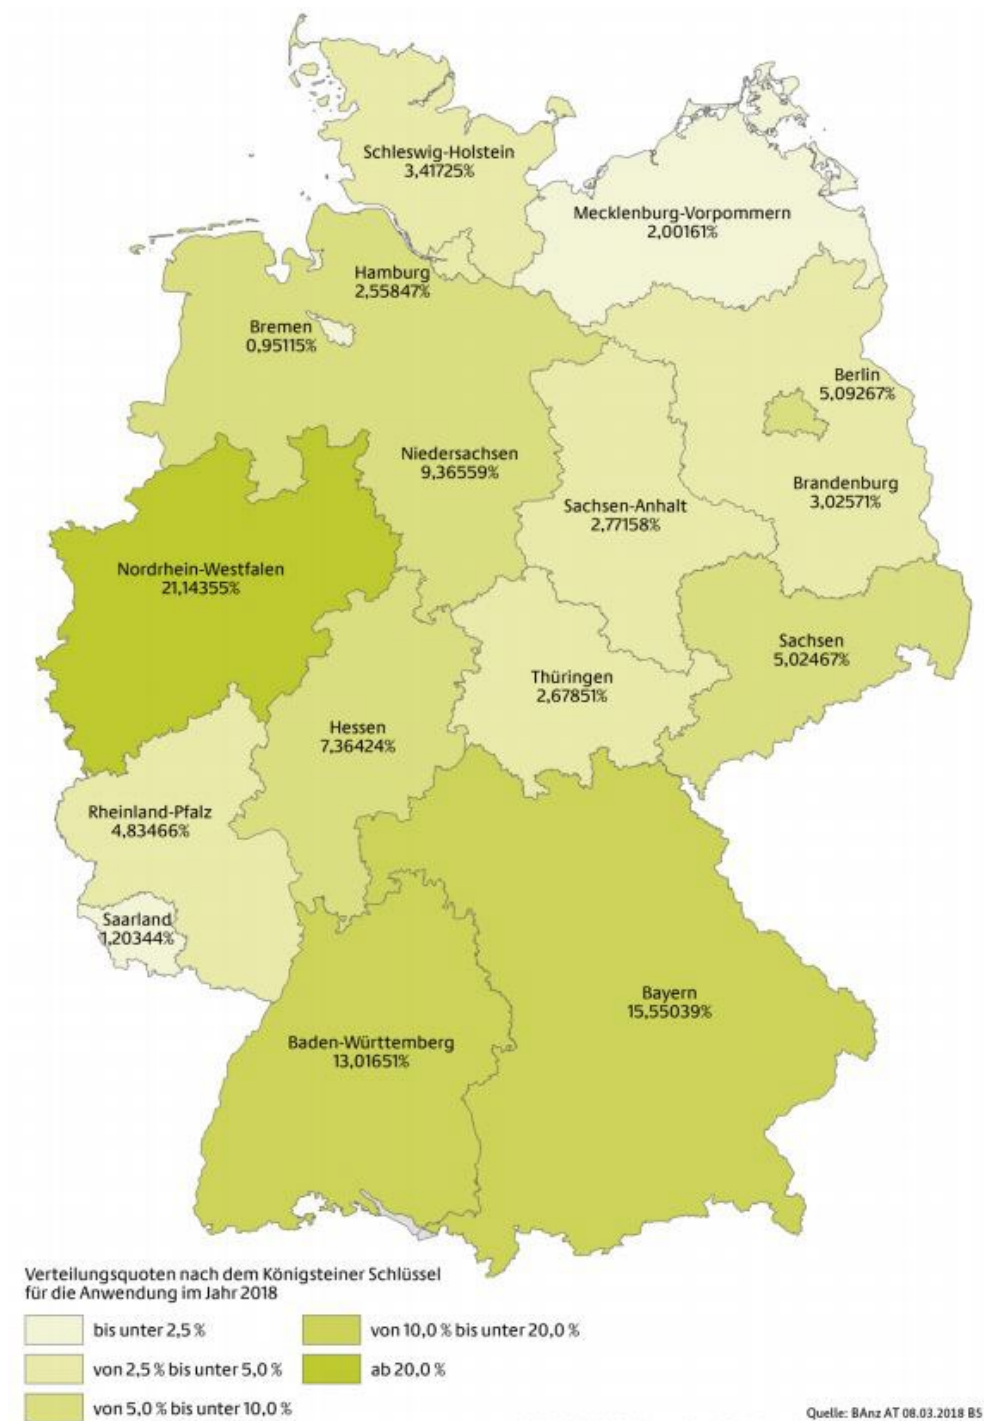 Schleswig-Holstein
3,41725%
Mecklenburg-Vorpommern
2,00161%
Hamburg
2,55847%
Bremen
0,95115%
Berlin
5,09267%
Niedersachsen
9,36559%
Brandenburg
3,02571%
Sachsen-Anhalt
2,77158%
Nordrhein-Westfalen
21,14355%
Sachsen
5,02467%
Thüringen
2,67851%
Hessen
7,36424%
Rheinland-Pfalz
4,83466%
Saarland
1,20344%
Bayern
15,55039%
Baden-Württemberg
13,01651%
Verteilungsquoten nach dem Königsteiner Schlüssel
für die Anwendung im Jahr 2018
bis unter 2,5 %
von 2,5 % bis unter 5,0 %
von 5,0 % bis unter 10,0 %
von 10,0 % bis unter 20,0 %
ab 20,0 %
Quelle: BAnz AT 08.03.2018 B5